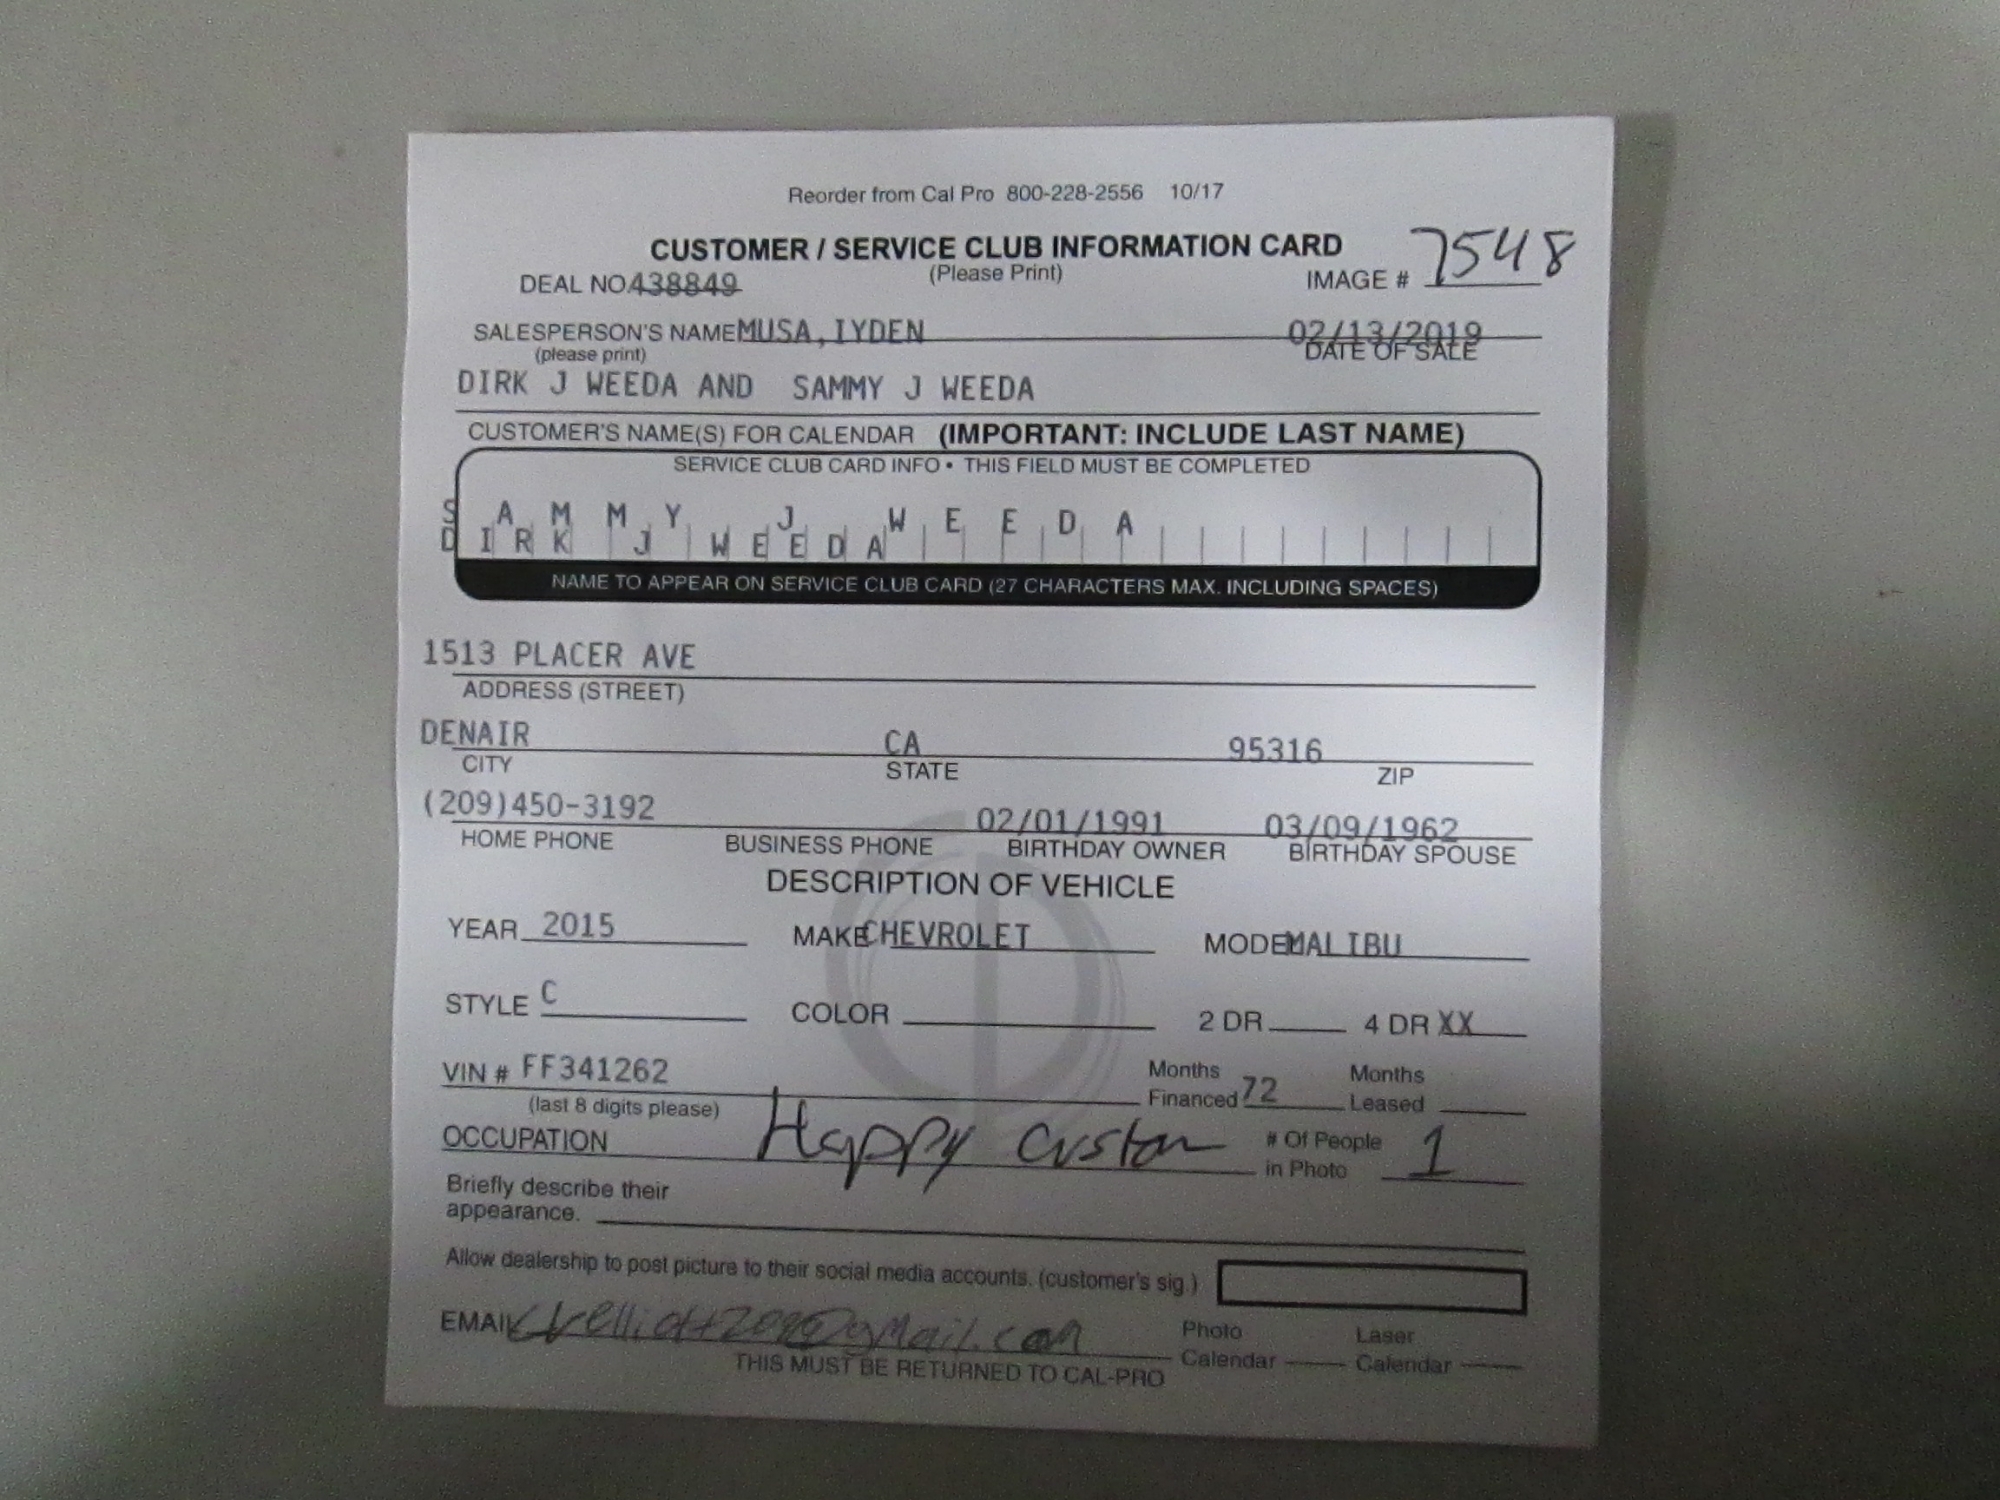 Reorder from Cal Pro 800-228-2556 10/17
CUSTOMER / SERVICE CLUB INFORMATION CARD
(Please Print)
DEAL NO. 438849 IMAGE # 7548
SALESPERSON'S NAME MUSA, IYDEN 02/13/2019
(please print) DATE OF SALE
DIRK J WEEDA AND SAMMY J WEEDA
CUSTOMER'S NAME(S) FOR CALENDAR (IMPORTANT: INCLUDE LAST NAME)
SERVICE CLUB CARD INFO • THIS FIELD MUST BE COMPLETED
SAMMY J WEEDA
DIRK J WEEDA
NAME TO APPEAR ON SERVICE CLUB CARD (27 CHARACTERS MAX. INCLUDING SPACES)
1513 PLACER AVE
ADDRESS (STREET)
DENAIR CA 95316
CITY STATE ZIP
(209)450-3192 02/01/1991 03/09/1962
HOME PHONE BUSINESS PHONE BIRTHDAY OWNER BIRTHDAY SPOUSE
DESCRIPTION OF VEHICLE
YEAR 2015 MAKE CHEVROLET MODEL MALIBU
STYLE C COLOR 2 DR 4 DR XX
VIN # FF341262 Months Financed 72 Months Leased
(last 8 digits please)
OCCUPATION Happy # Of People in Photo 1
Briefly describe their
appearance.
Allow dealership to post picture to their social media accounts. (customer's sig.)
EMAIL Photo Calendar Laser Calendar
THIS MUST BE RETURNED TO CAL-PRO